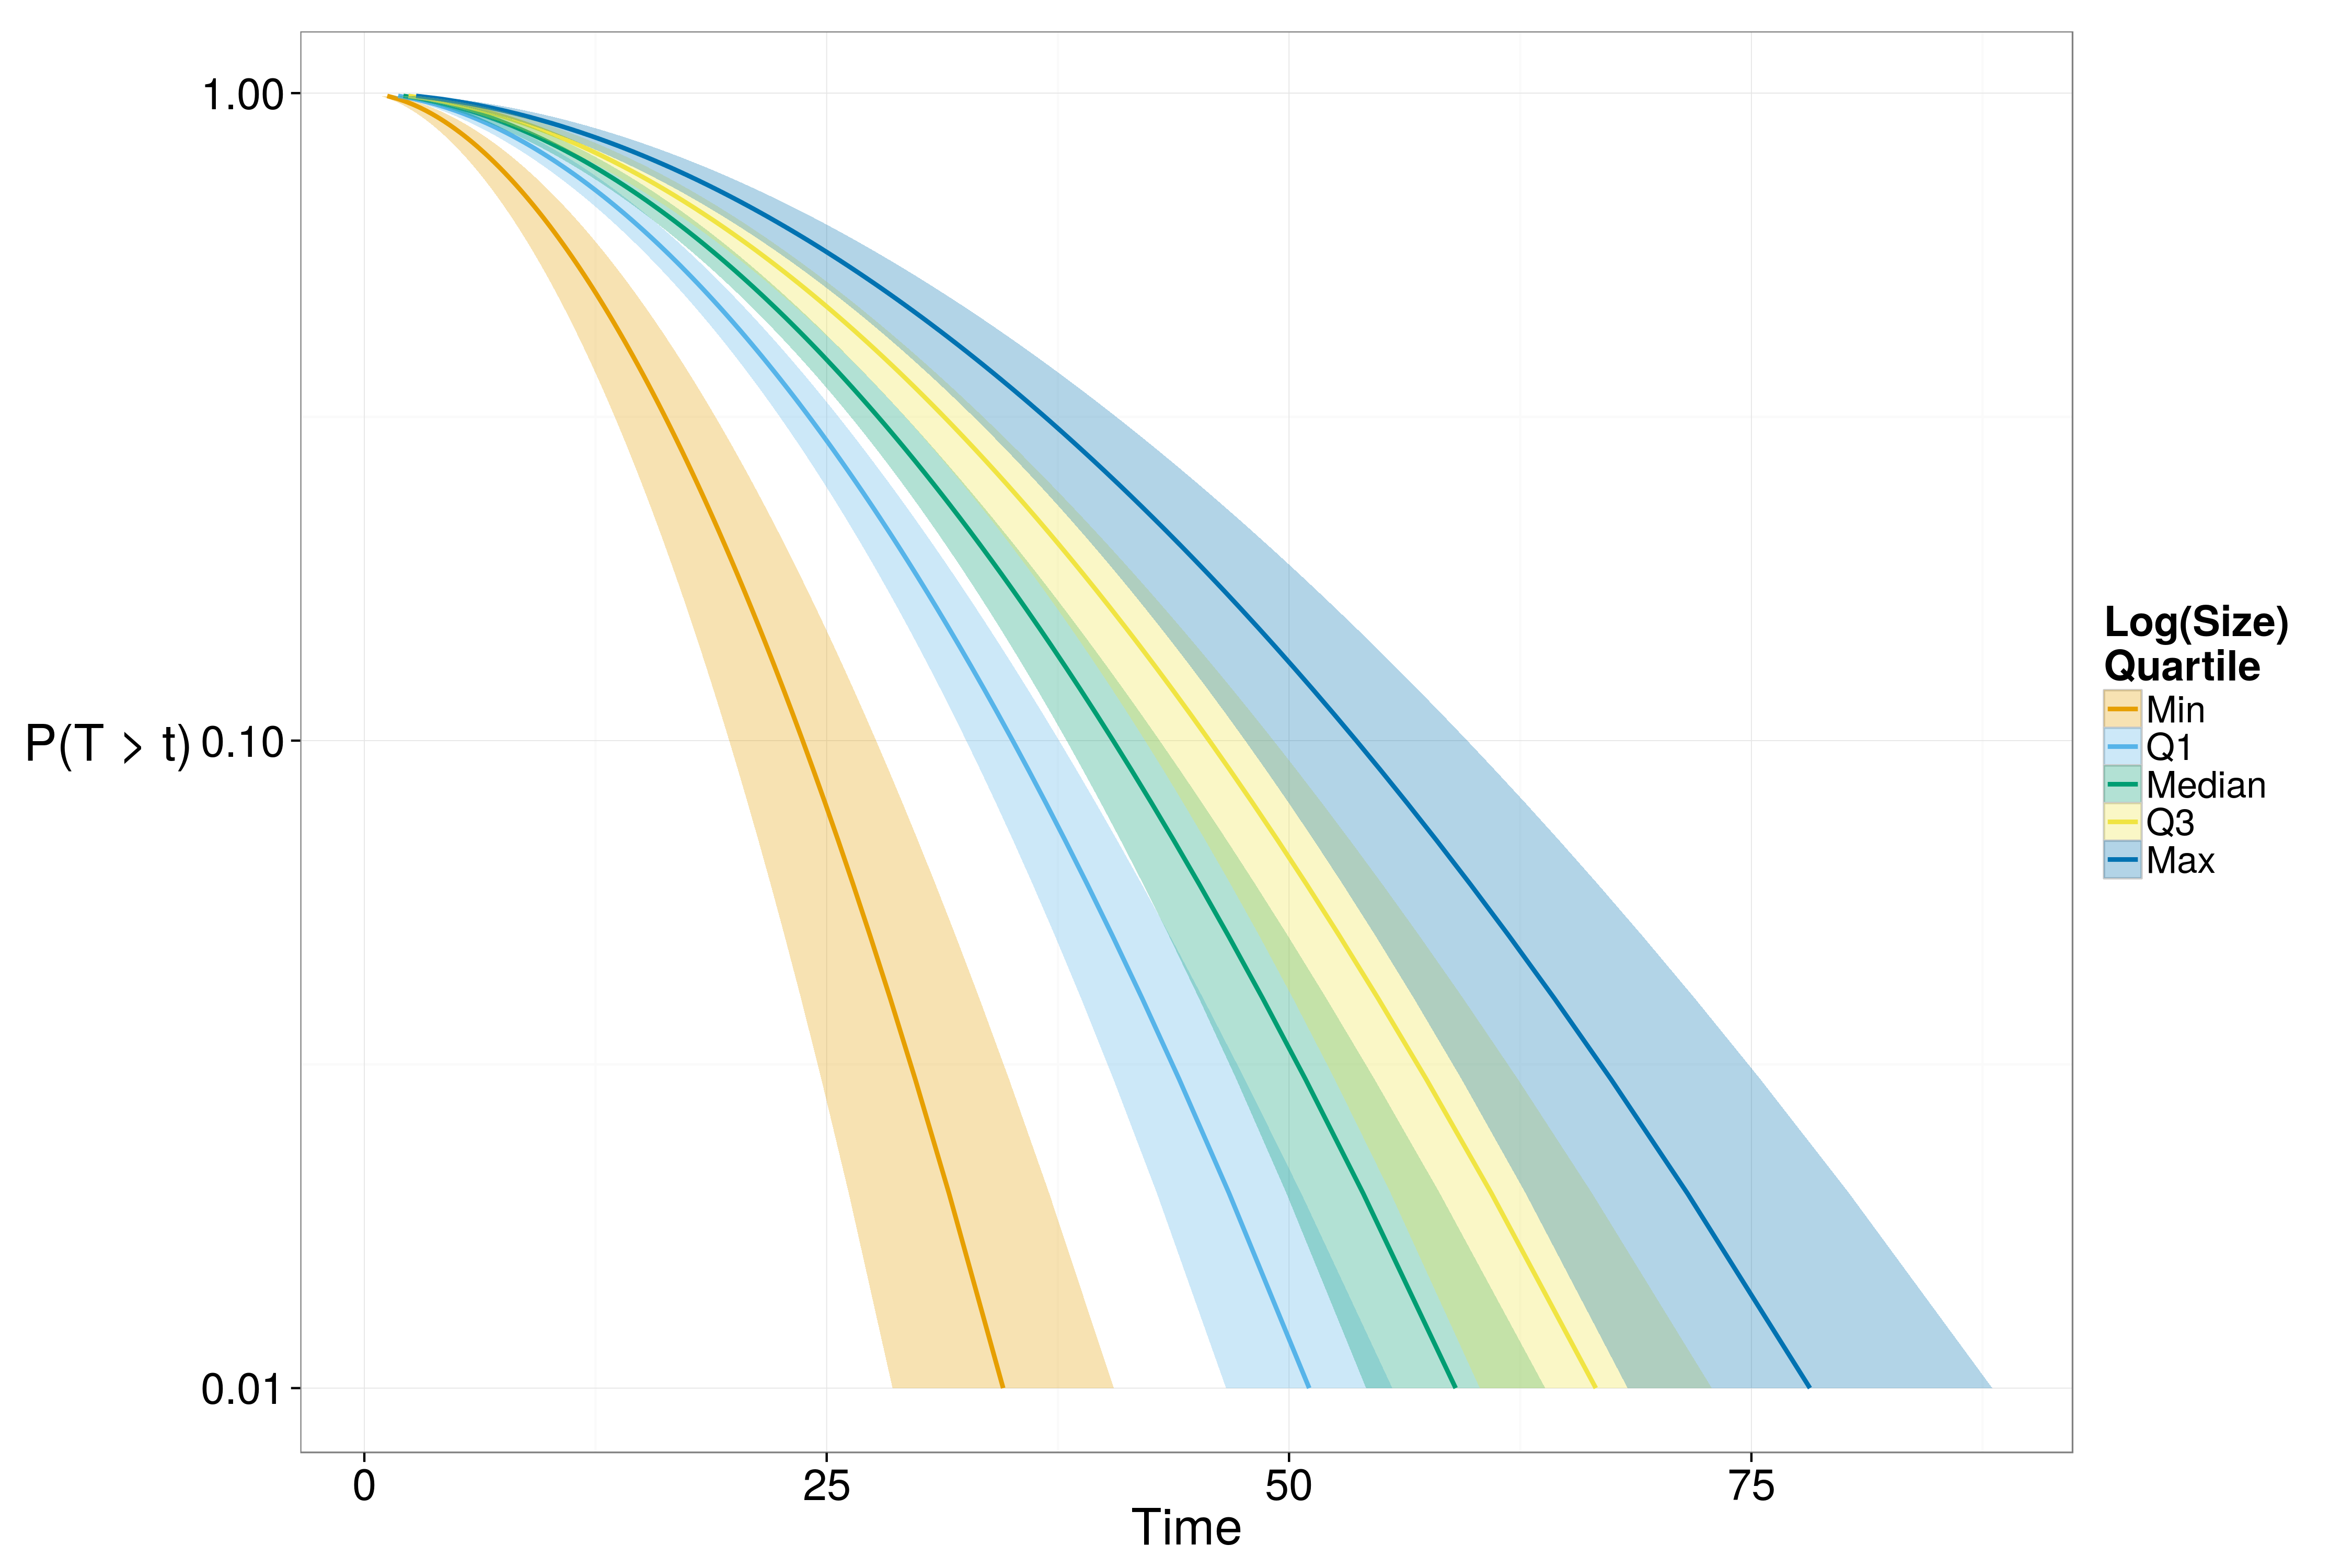 1.00
P(T > t) 0.10
0.01
0 25 50 75
Time
Log(Size)
Quartile
Min
Q1
Median
Q3
Max